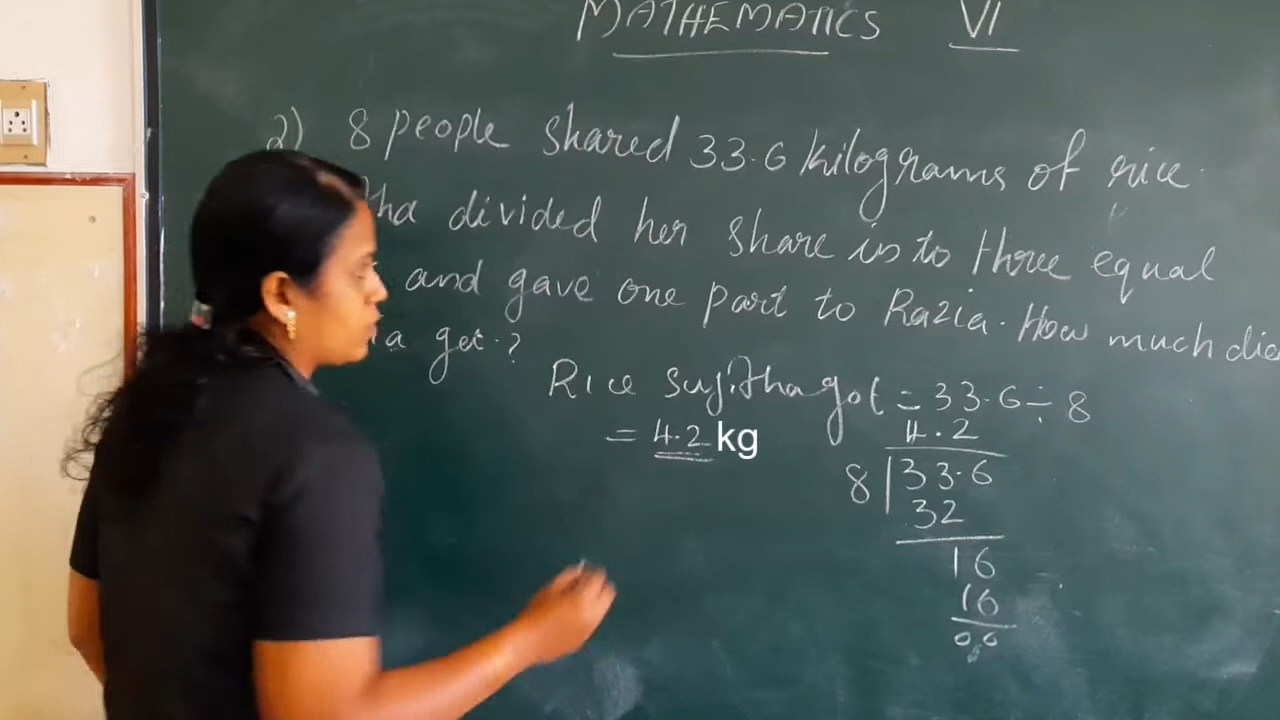 MATHEMATICS VI
2) 8 people shared 33.6 kilograms of rice.
tha divided her share in to three equal
and gave one part to Razia. How much did
a get.?
Rice Sujitha got = 33.6 ÷ 8
= 4.2 kg
4.2
8 33.6
32
16
16
00